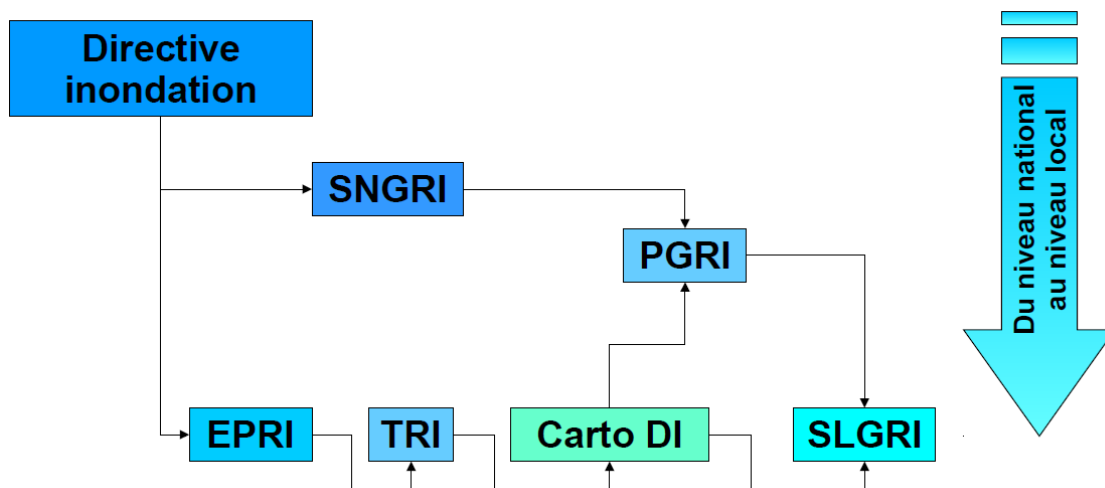 Directive
inondation
SNGRI
PGRI
EPRI
TRI
Carto DI
SLGRI
Du niveau national
au niveau local